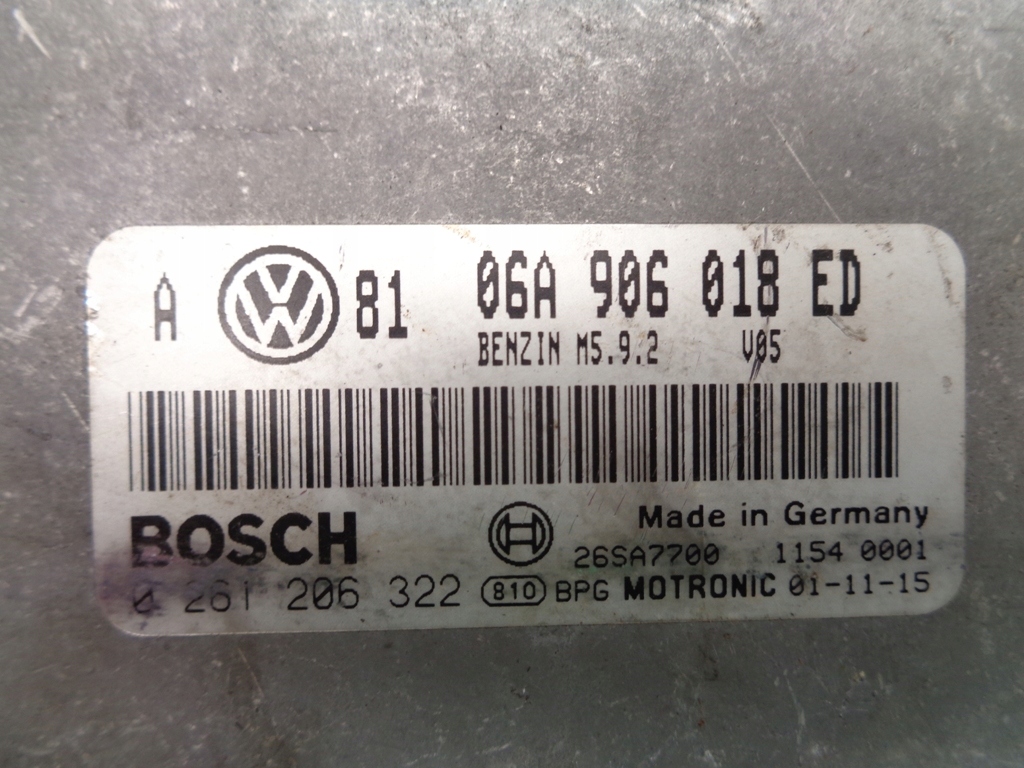 A VW 81 06A 906 018 ED
BENZIN M5.9.2 V05
BOSCH Made in Germany
26SA7700 1154 0001
0 261 206 322 810 BPG MOTRONIC 01-11-15